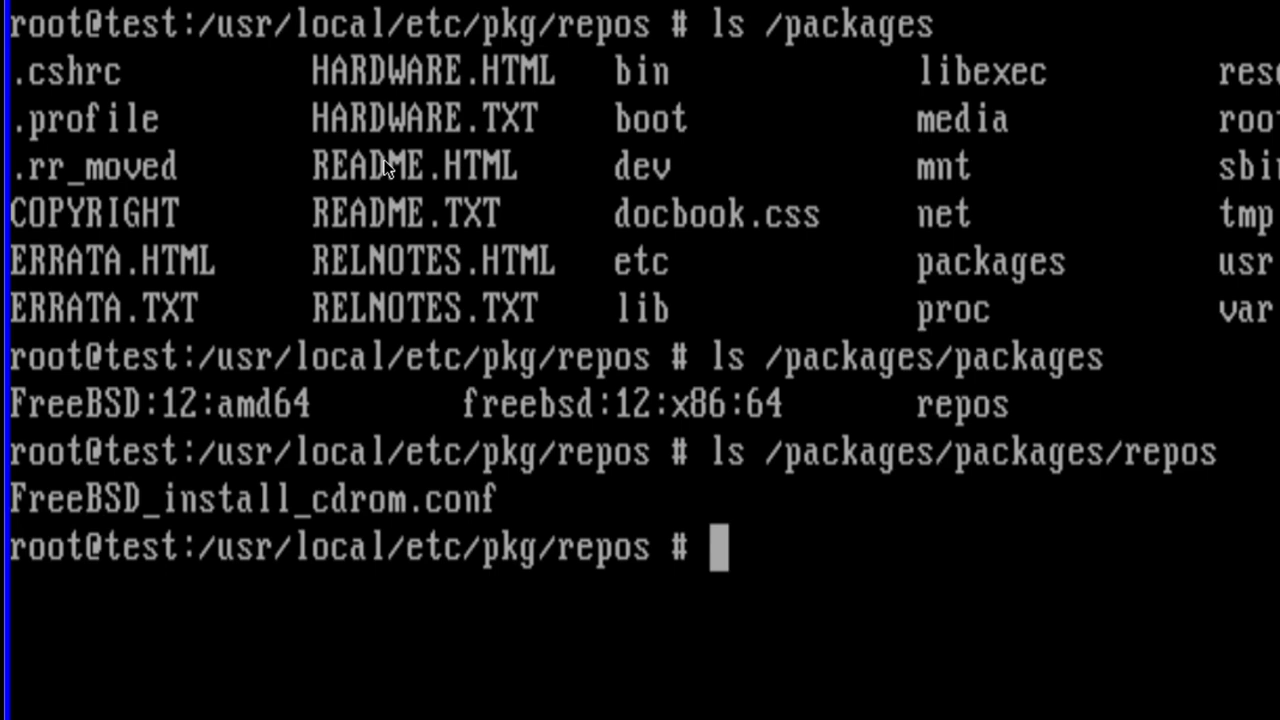 root@test:/usr/local/etc/pkg/repos # ls /packages
.cshrc HARDWARE.HTML bin libexec
.profile HARDWARE.TXT boot media
.rr_moved README.HTML dev mnt
COPYRIGHT README.TXT docbook.css net tmp
ERRATA.HTML RELNOTES.HTML etc packages usr
ERRATA.TXT RELNOTES.TXT lib proc var
root@test:/usr/local/etc/pkg/repos # ls /packages/packages
FreeBSD:12:amd64 freebsd:12:x86:64 repos
root@test:/usr/local/etc/pkg/repos # ls /packages/packages/repos
FreeBSD_install_cdrom.conf
root@test:/usr/local/etc/pkg/repos #